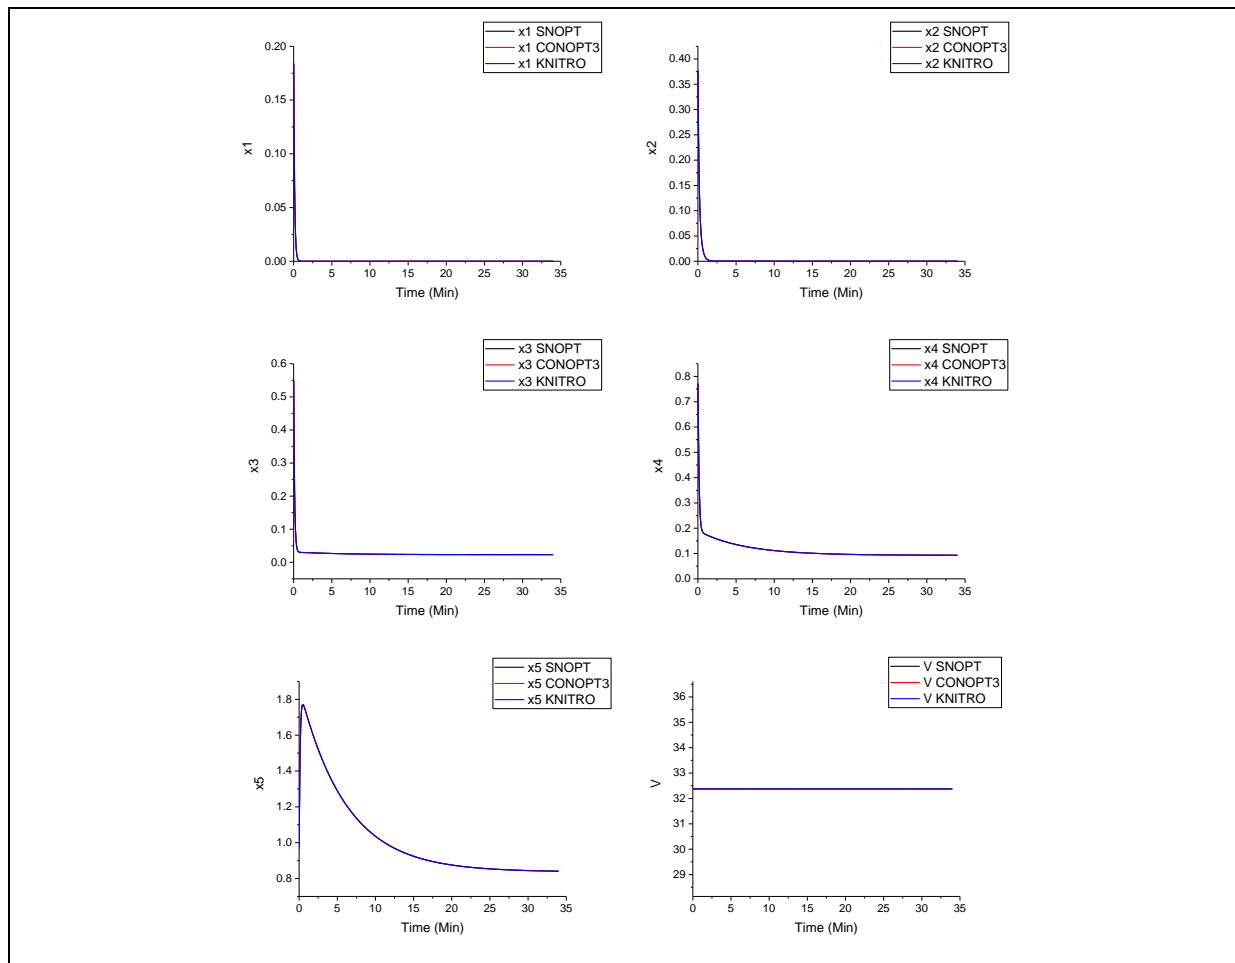 x1 SNOPT
x1 CONOPT3
x1 KNITRO
0.20
0.15
0.10
0.05
0.00
x1
0 5 10 15 20 25 30 35
Time (Min)
x2 SNOPT
x2 CONOPT3
x2 KNITRO
0.40
0.35
0.30
0.25
0.20
0.15
0.10
0.05
0.00
x2
0 5 10 15 20 25 30 35
Time (Min)
x3 SNOPT
x3 CONOPT3
x3 KNITRO
0.6
0.5
0.4
0.3
0.2
0.1
0.0
x3
0 5 10 15 20 25 30 35
Time (Min)
x4 SNOPT
x4 CONOPT3
x4 KNITRO
0.8
0.7
0.6
0.5
0.4
0.3
0.2
0.1
0.0
x4
0 5 10 15 20 25 30 35
Time (Min)
x5 SNOPT
x5 CONOPT3
x5 KNITRO
1.8
1.6
1.4
1.2
1.0
0.8
x5
0 5 10 15 20 25 30 35
Time (Min)
V SNOPT
V CONOPT3
V KNITRO
36
35
34
33
32
31
30
29
V
0 5 10 15 20 25 30 35
Time (Min)